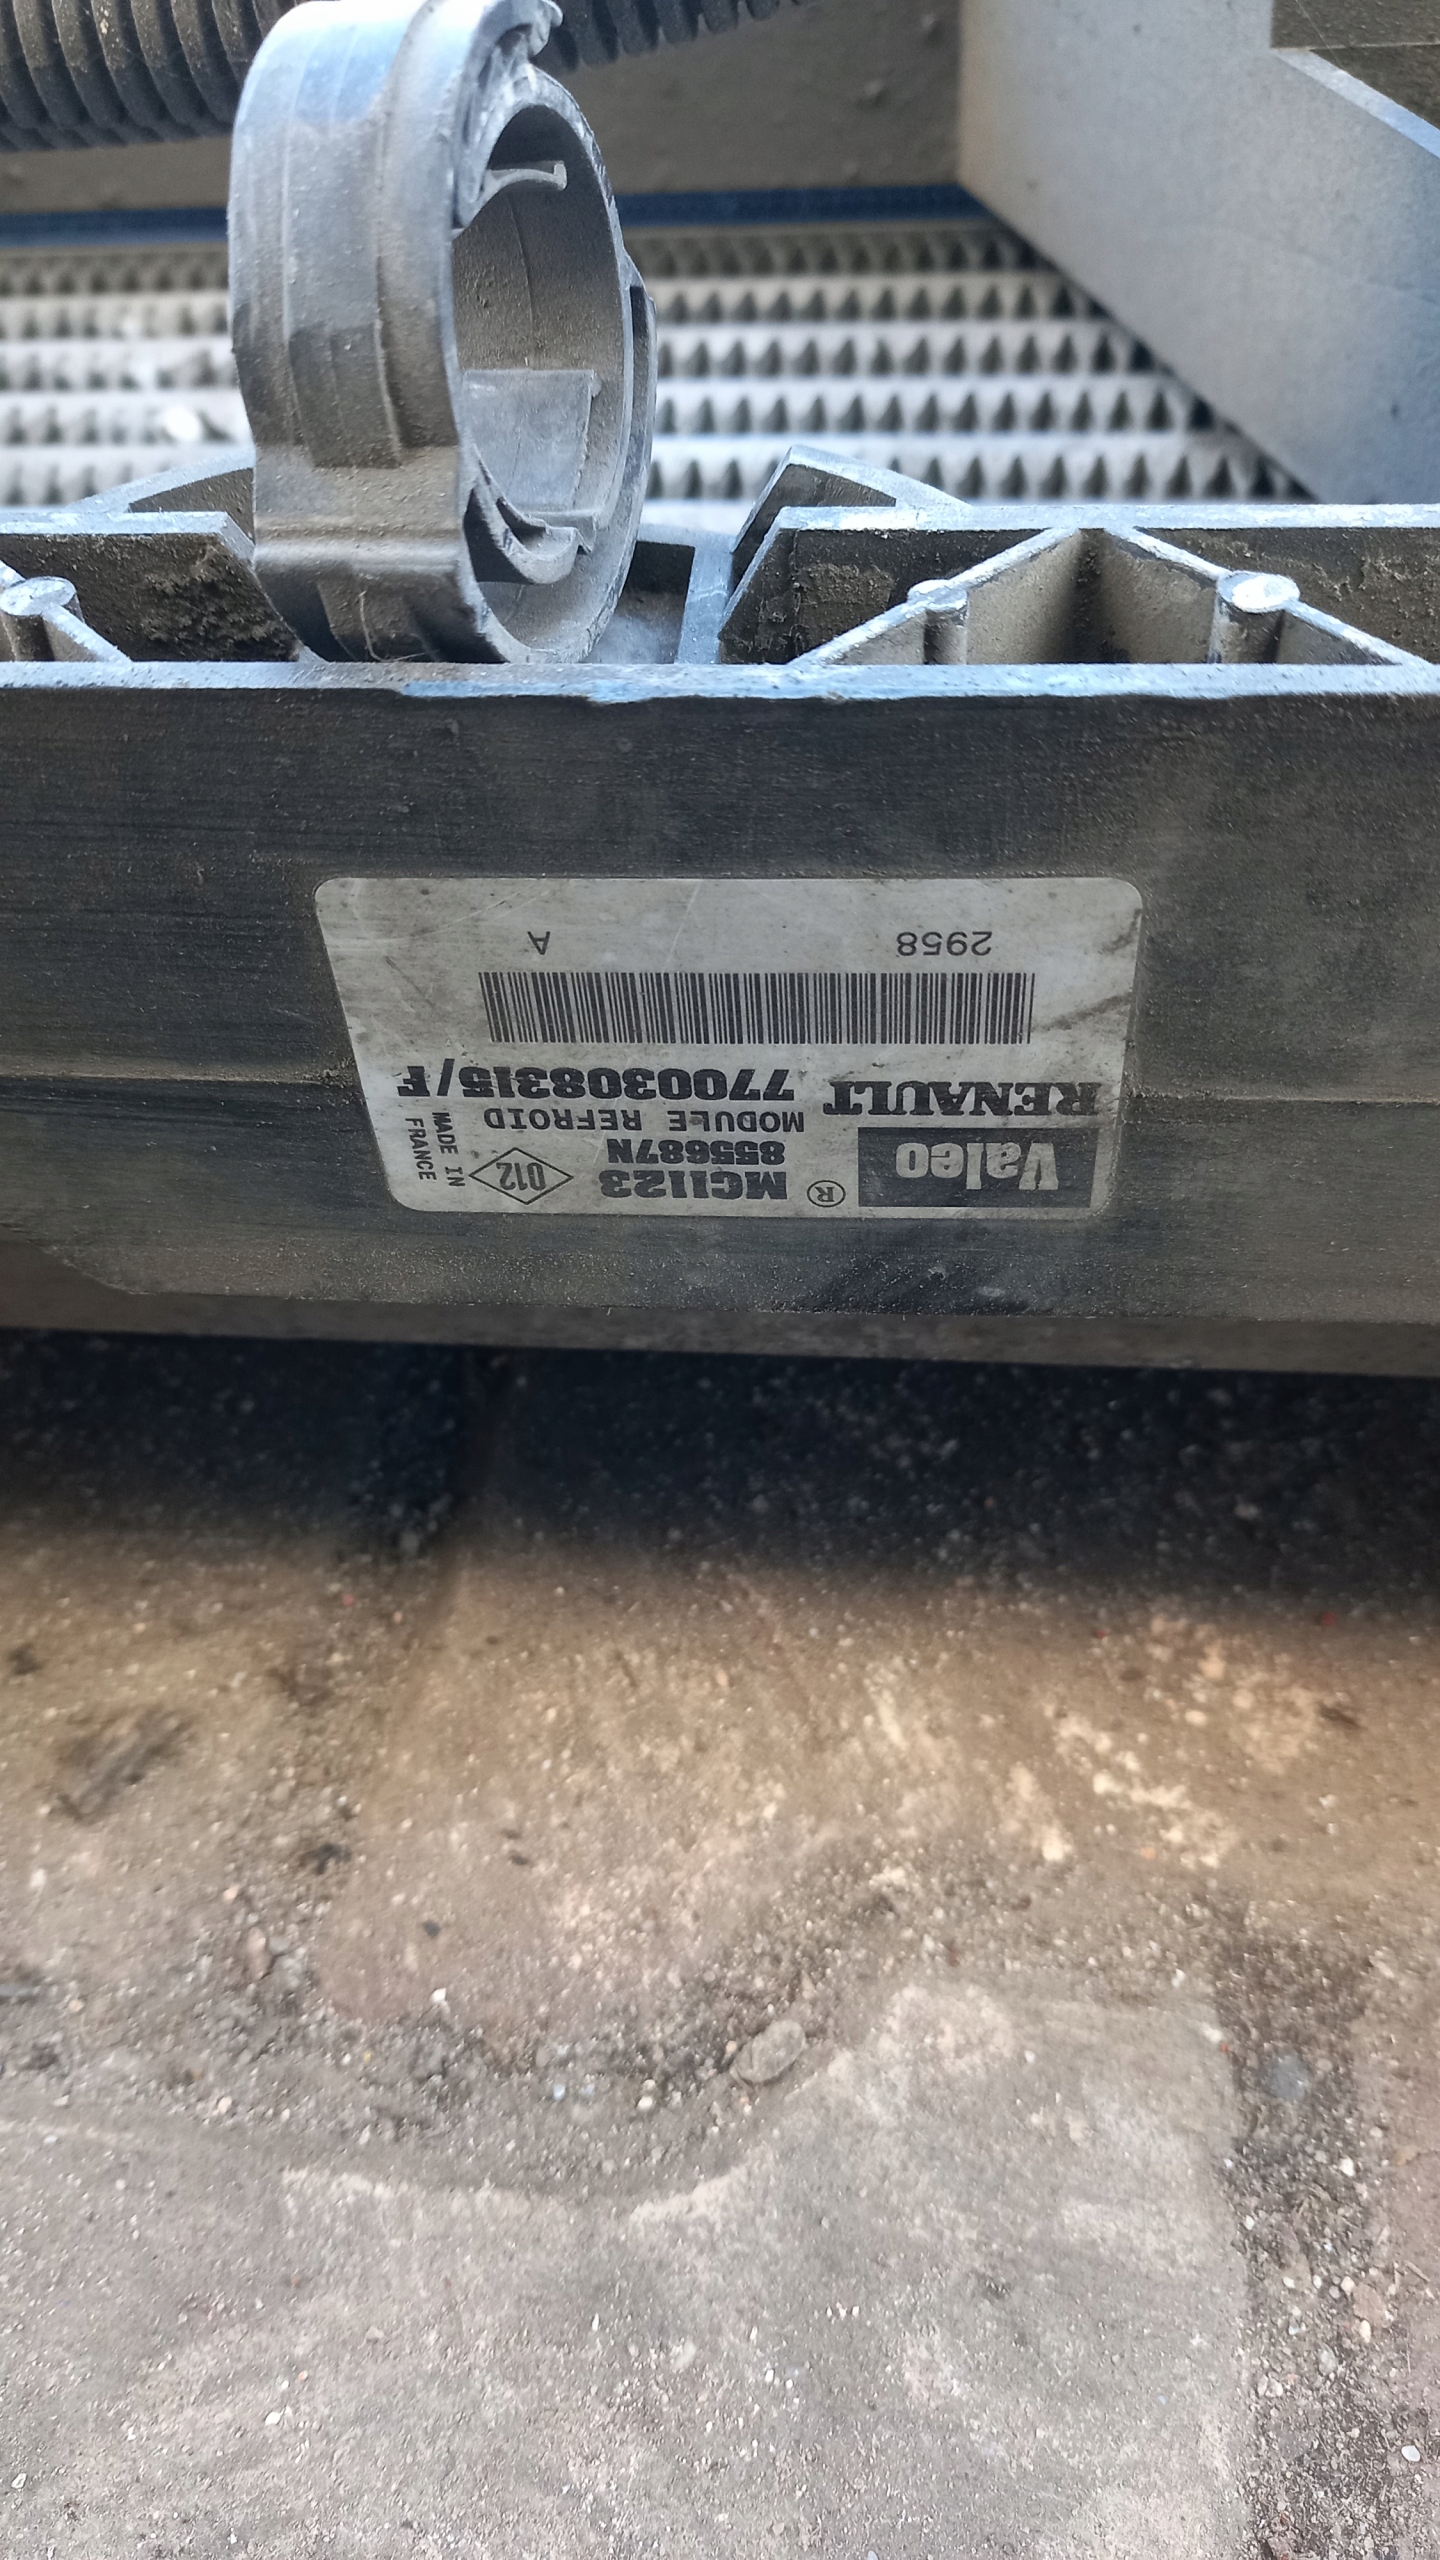 Valeo ® MC1123 012 MADE IN FRANCE
855687N
MODULE REFROID
RENAULT 7700308315/F
2958 A